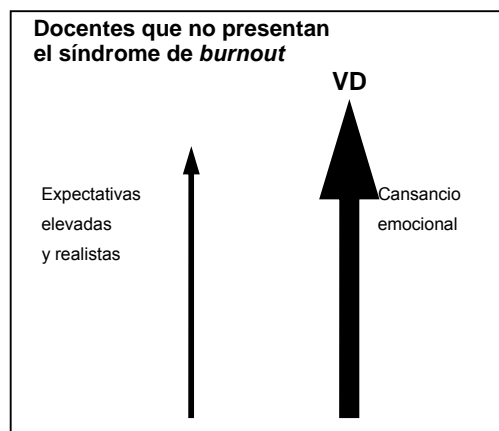 Docentes que no presentan
el síndrome de burnout
VD
Expectativas
elevadas
y realistas
Cansancio
emocional